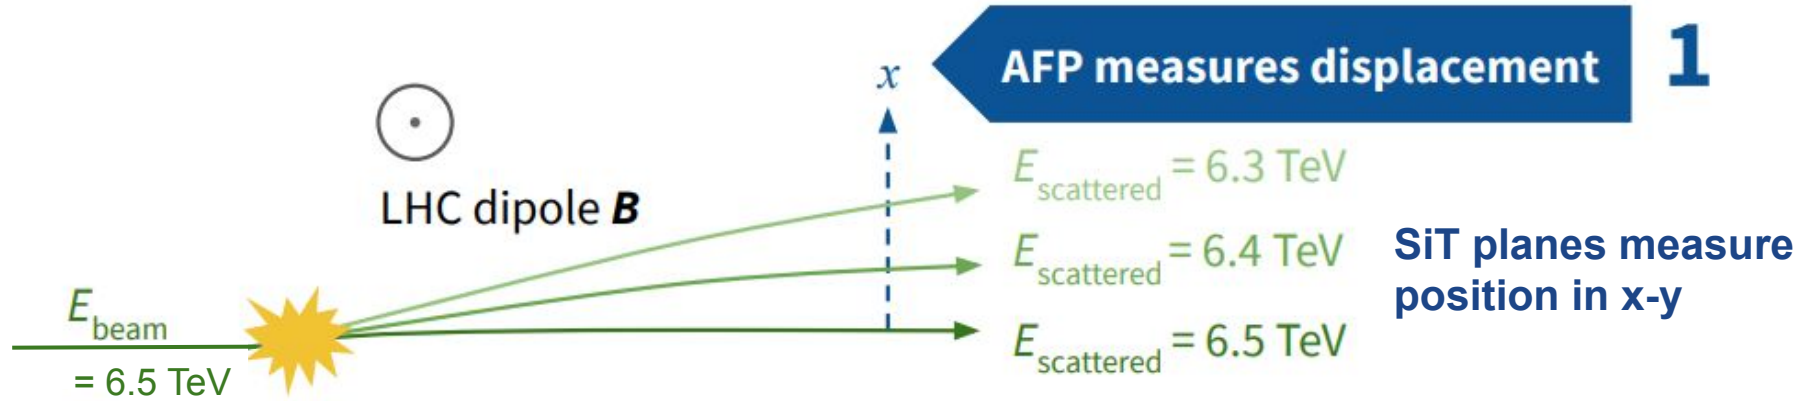 AFP measures displacement
1
x
LHC dipole B
E_scattered = 6.3 TeV
E_scattered = 6.4 TeV
SiT planes measure
position in x-y
E_beam
= 6.5 TeV
E_scattered = 6.5 TeV